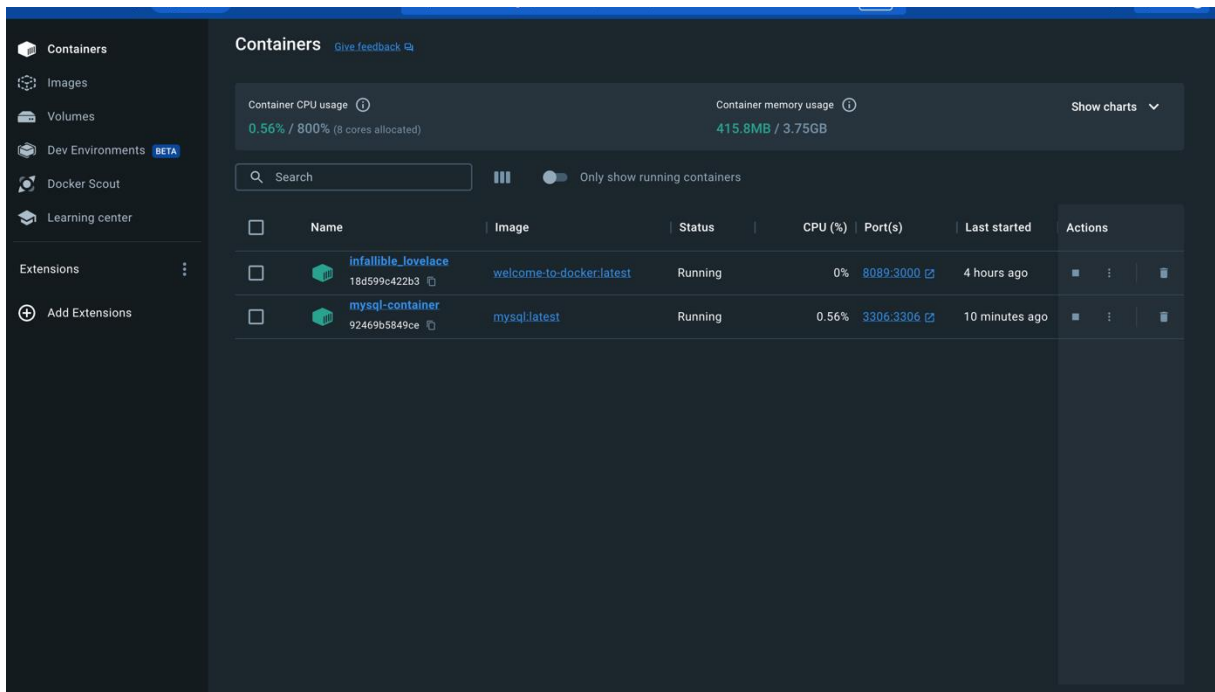 Containers
Images
Volumes
Dev Environments BETA
Docker Scout
Learning center
Extensions
Add Extensions
Containers Give feedback
Container CPU usage
0.56% / 800% (8 cores allocated)
Container memory usage
415.8MB / 3.75GB
Show charts
Search
Only show running containers
Name Image Status CPU (%) Port(s) Last started Actions
infallible_lovelace
18d599c422b3
welcome-to-docker:latest Running 0% 8089:3000 4 hours ago
mysql-container
92469b5849ce
mysql:latest Running 0.56% 3306:3306 10 minutes ago